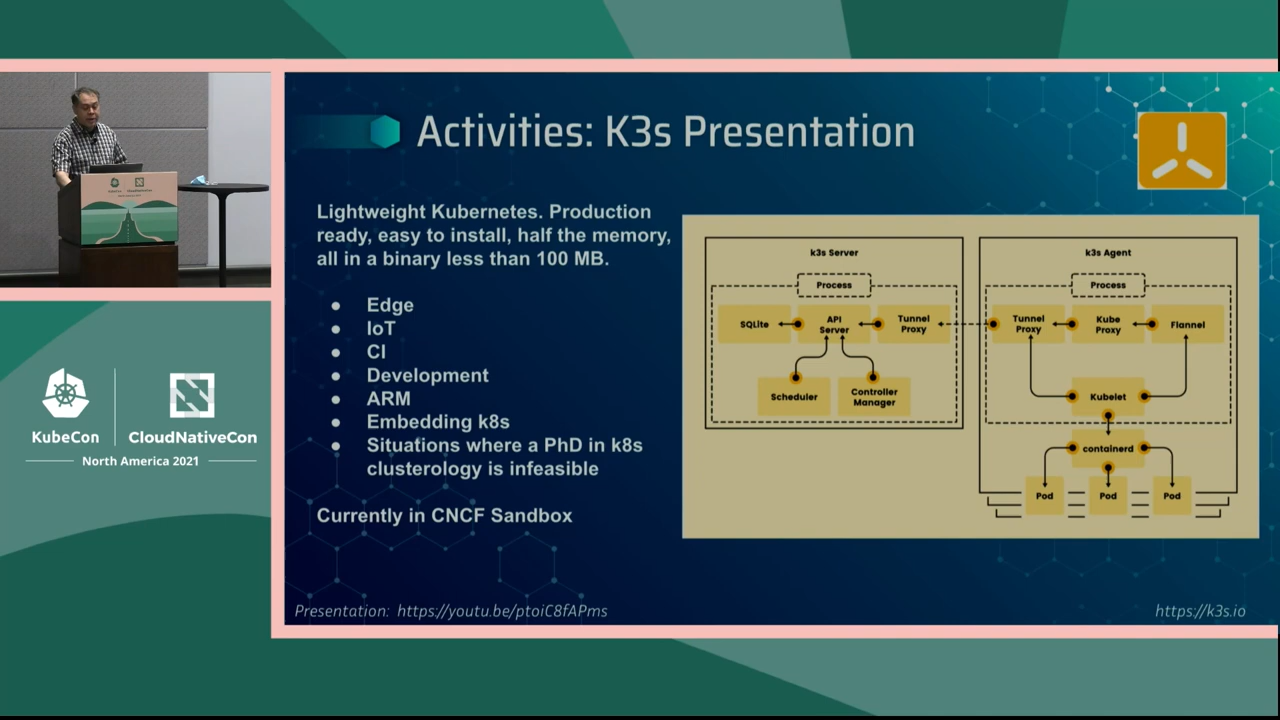 Activities: K3s Presentation
Lightweight Kubernetes. Production
ready, easy to install, half the memory,
all in a binary less than 100 MB.
● Edge
● IoT
● CI
● Development
● ARM
● Embedding k8s
● Situations where a PhD in k8s
clusterology is infeasible
Currently in CNCF Sandbox
Presentation: https://youtu.be/ptoiC8fAPms
https://k3s.io
k3s Server
Process
SQLite
API
Server
Tunnel
Proxy
Scheduler
Controller
Manager
k3s Agent
Process
Tunnel
Proxy
Kube
Proxy
Flannel
Kubelet
containerd
Pod
Pod
Pod
KubeCon
CloudNativeCon
North America 2021
KubeCon
CloudNativeCon